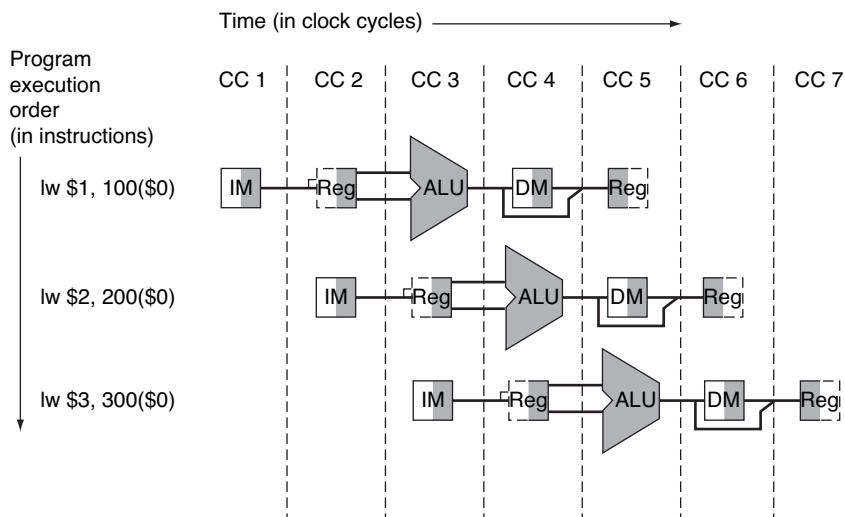 Time (in clock cycles)
Program
execution
order
(in instructions)
CC 1 CC 2 CC 3 CC 4 CC 5 CC 6 CC 7
lw $1, 100($0)
IM Reg ALU DM Reg
lw $2, 200($0)
IM Reg ALU DM Reg
lw $3, 300($0)
IM Reg ALU DM Reg